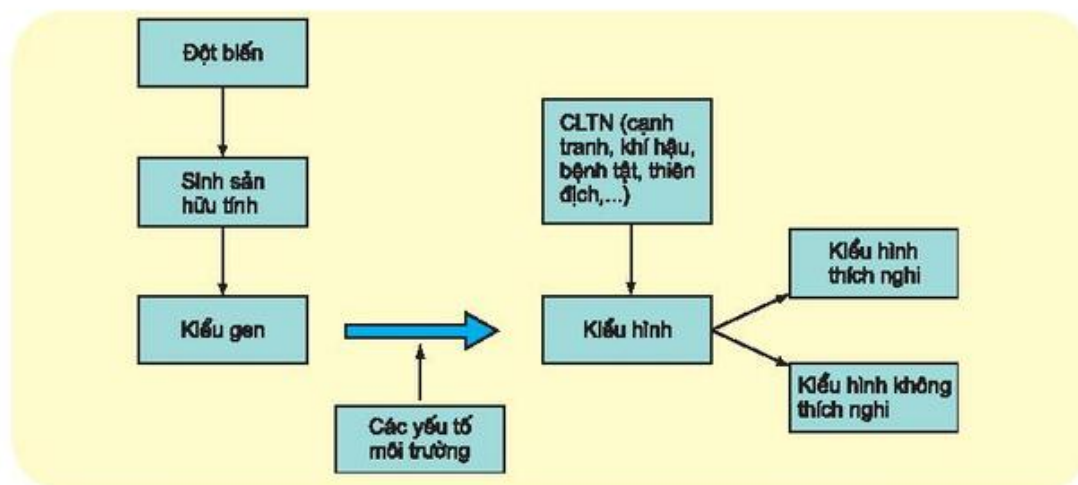 Đột biến
Sinh sản
hữu tính
Kiểu gen
Các yếu tố
môi trường
CLTN (cạnh
tranh, khí hậu,
bệnh tật, thiên
địch,...)
Kiểu hình
Kiểu hình
thích nghi
Kiểu hình không
thích nghi